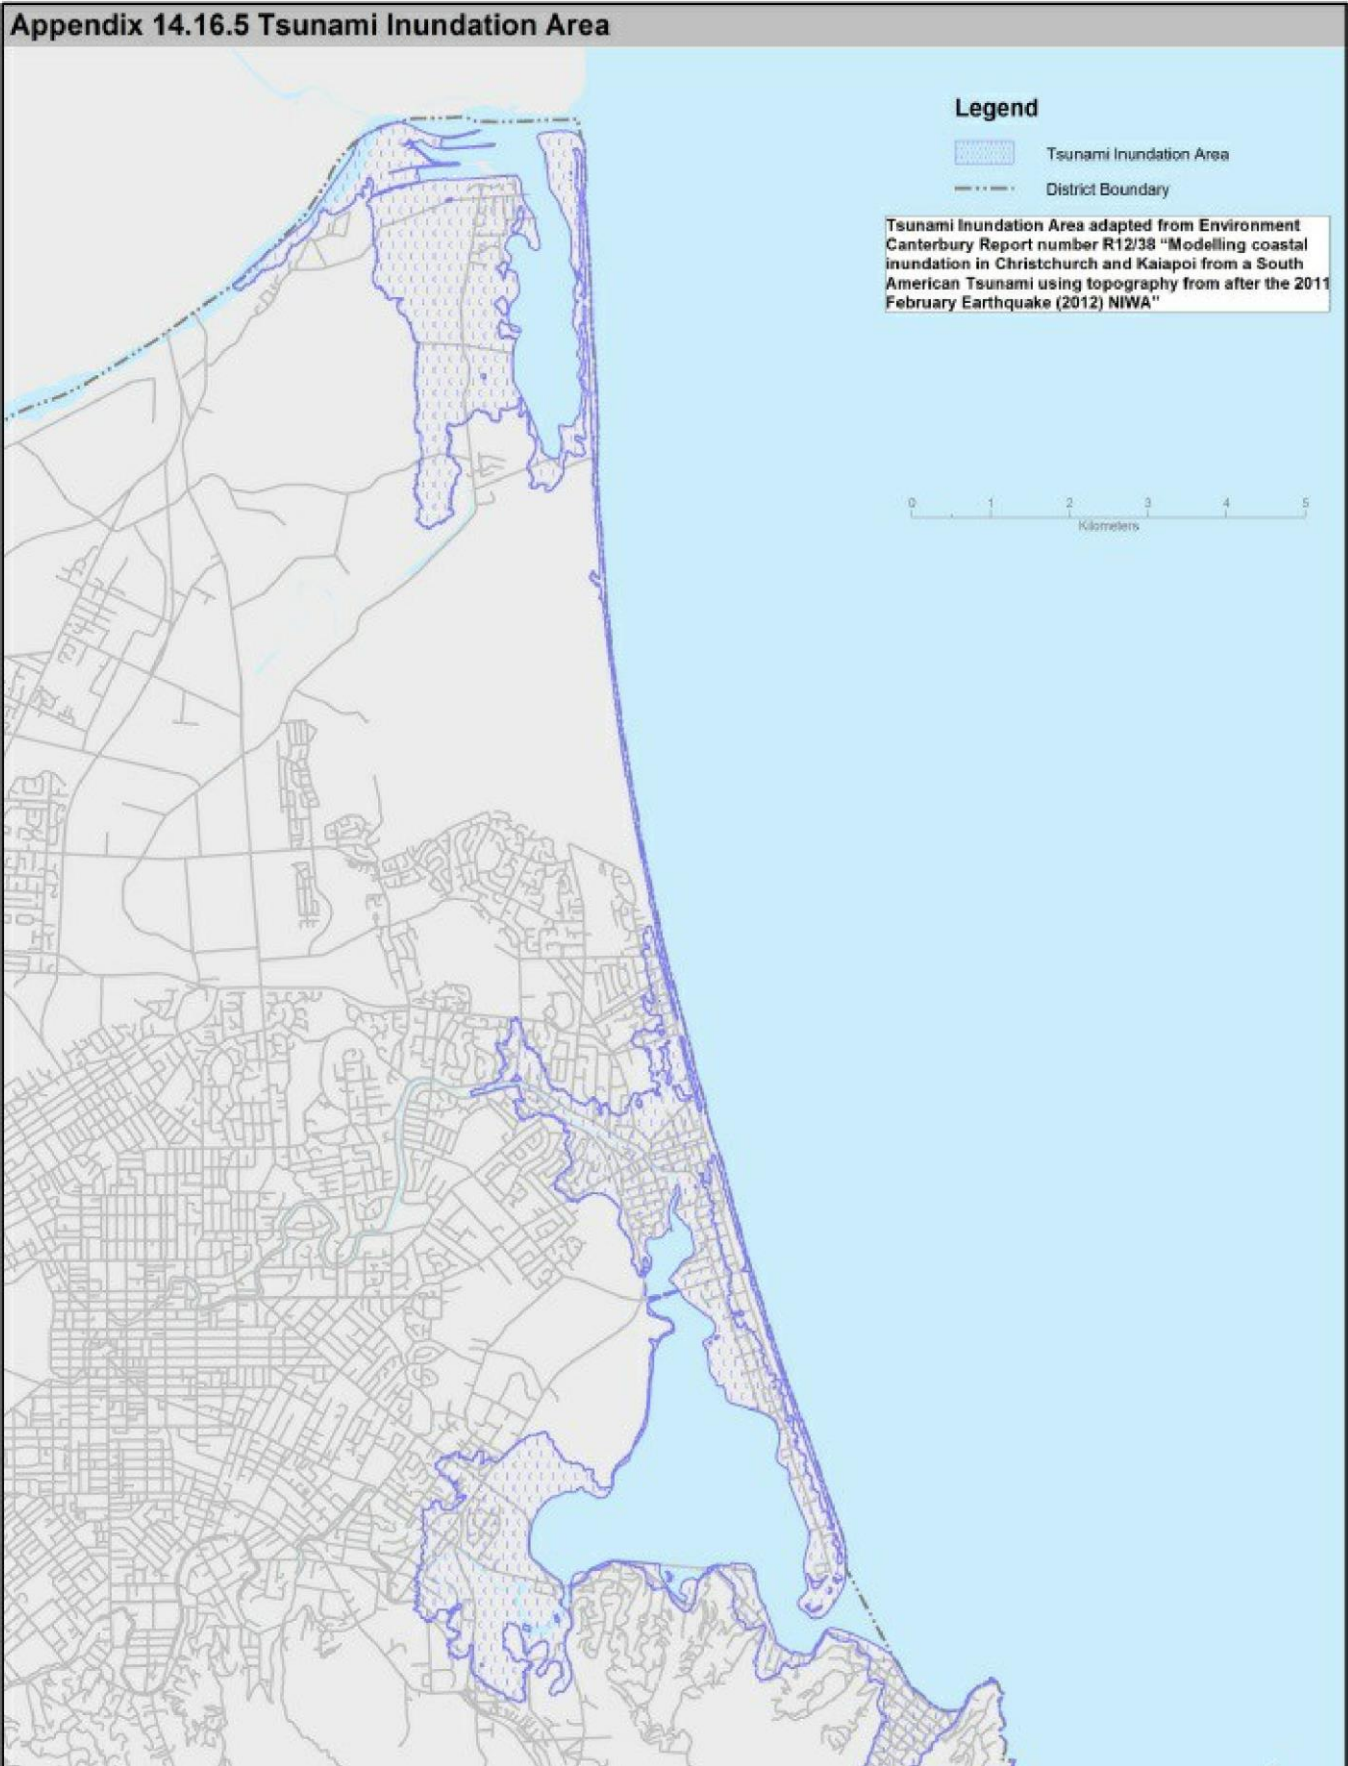 Appendix 14.16.5 Tsunami Inundation Area
Legend
Tsunami Inundation Area
District Boundary
Tsunami Inundation Area adapted from Environment
Canterbury Report number R12/38 “Modelling coastal
inundation in Christchurch and Kaiapoi from a South
American Tsunami using topography from after the 2011
February Earthquake (2012) NIWA”
0 1 2 3 4 5
Kilometers